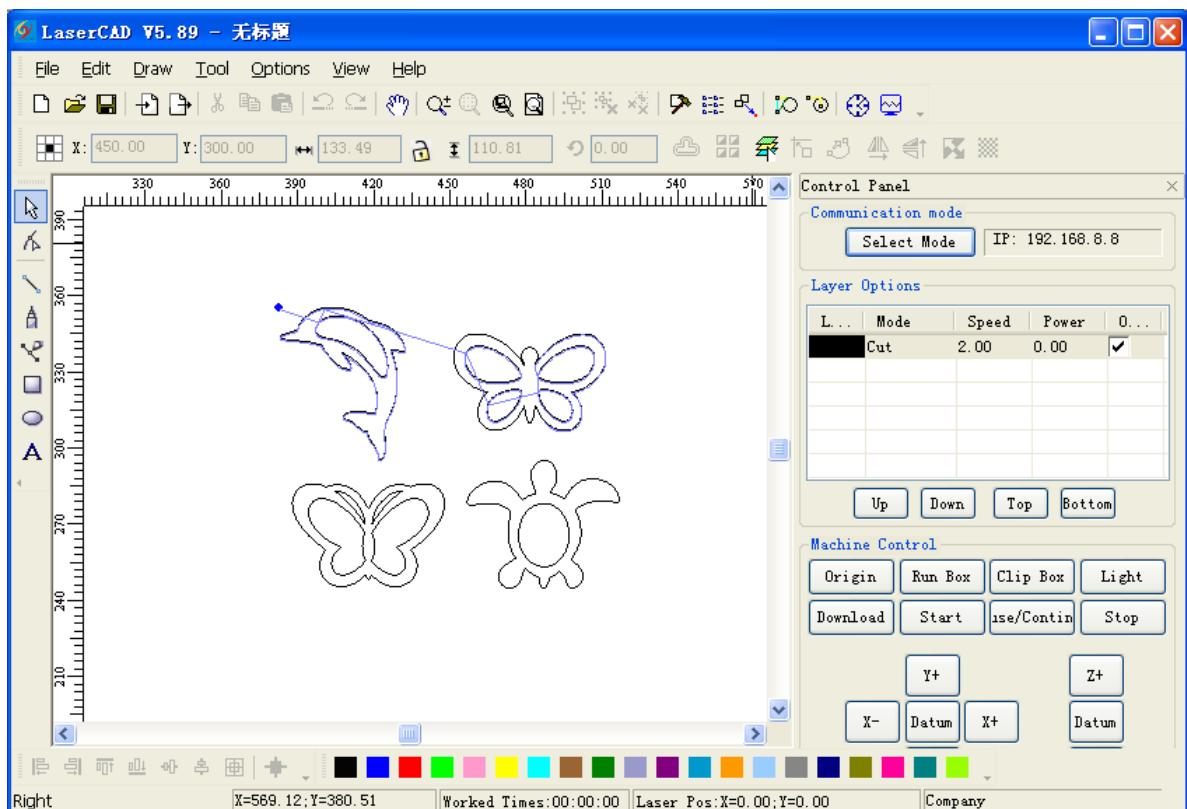 LaserCAD V5.89 - 无标题
File Edit Draw Tool Options View Help
X: 450.00 Y: 300.00 133.49 110.81 0.00
330 360 390 420 450 480 510 540 570
390
360
330
300
270
240
210
A
Control Panel
Communication mode
Select Mode IP: 192.168.8.8
Layer Options
L... Mode Speed Power O...
Cut 2.00 0.00
Up Down Top Bottom
Machine Control
Origin Run Box Clip Box Light
Download Start use/Contin Stop
Y+ Z+
X- Datum X+ Datum
Right X=569.12;Y=380.51 Worked Times:00:00:00 Laser Pos:X=0.00;Y=0.00 Company